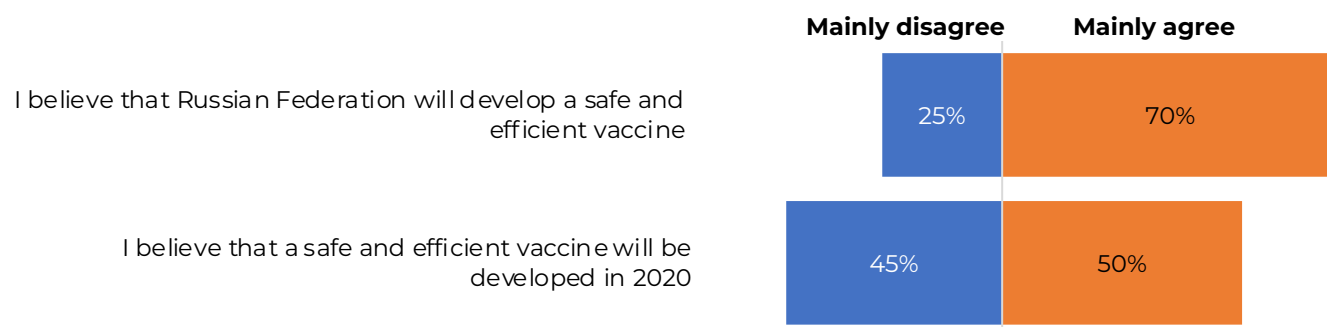 Mainly disagree Mainly agree
I believe that Russian Federation will develop a safe and
efficient vaccine
25% 70%
I believe that a safe and efficient vaccine will be
developed in 2020
45% 50%